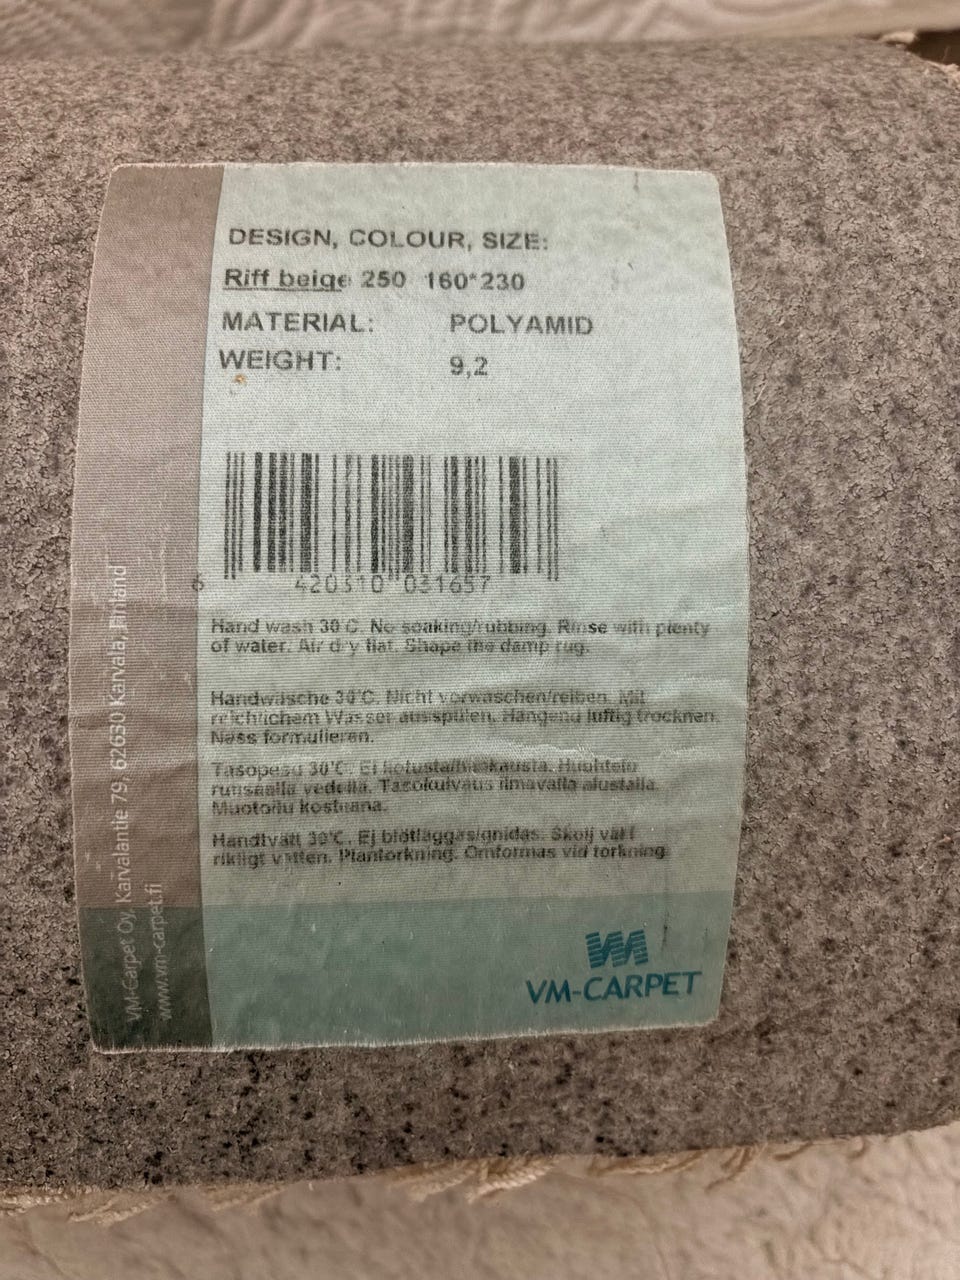 DESIGN, COLOUR, SIZE:
Riff beige 250 160*230
MATERIAL: POLYAMID
WEIGHT: 9,2
6 420310 031657
Hand wash 30 C. No soaking/rubbing. Rinse with plenty
of water. Air dry flat. Shape the damp rug.
Handwäsche 30°C. Nicht vorwaschen/reiben. Mit
reichlichem Wasser ausspülen. Hängend luftig trocknen.
Nass formulieren.
Tasopesu 30°C. Ei
runsaalla vedellä. Tasokuivatus ilmavalla alustalla.
Muotoilu kosteana.
Handtvätt 30°C. Ej blötläggas/gnidas. Skölj väl i
rikligt vatten. Plantorkning. Omformas vid torkning.
VM-CARPET
VM-Carpet Oy, Karvalantie 79, 62630 Karvala, Finland
www.vm-carpet.fi